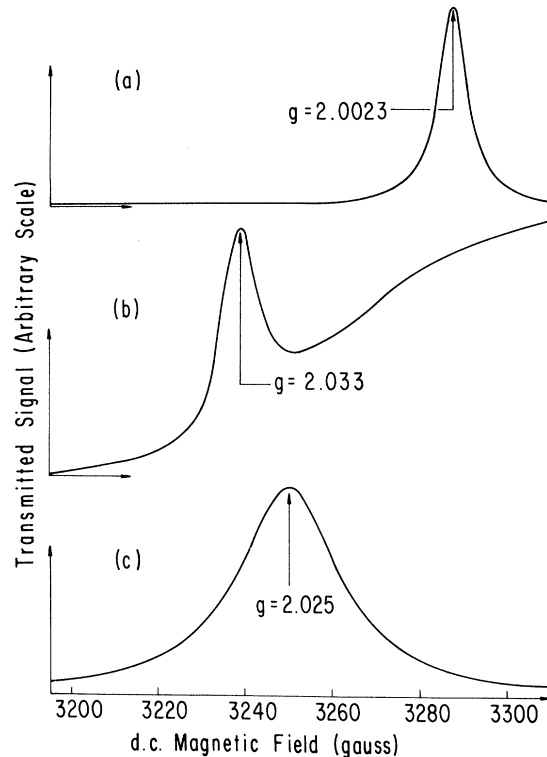 (a)
g=2.0023
(b)
g=2.033
(c)
g=2.025
Transmitted Signal (Arbitrary Scale)
3200 3220 3240 3260 3280 3300
d.c. Magnetic Field (gauss)